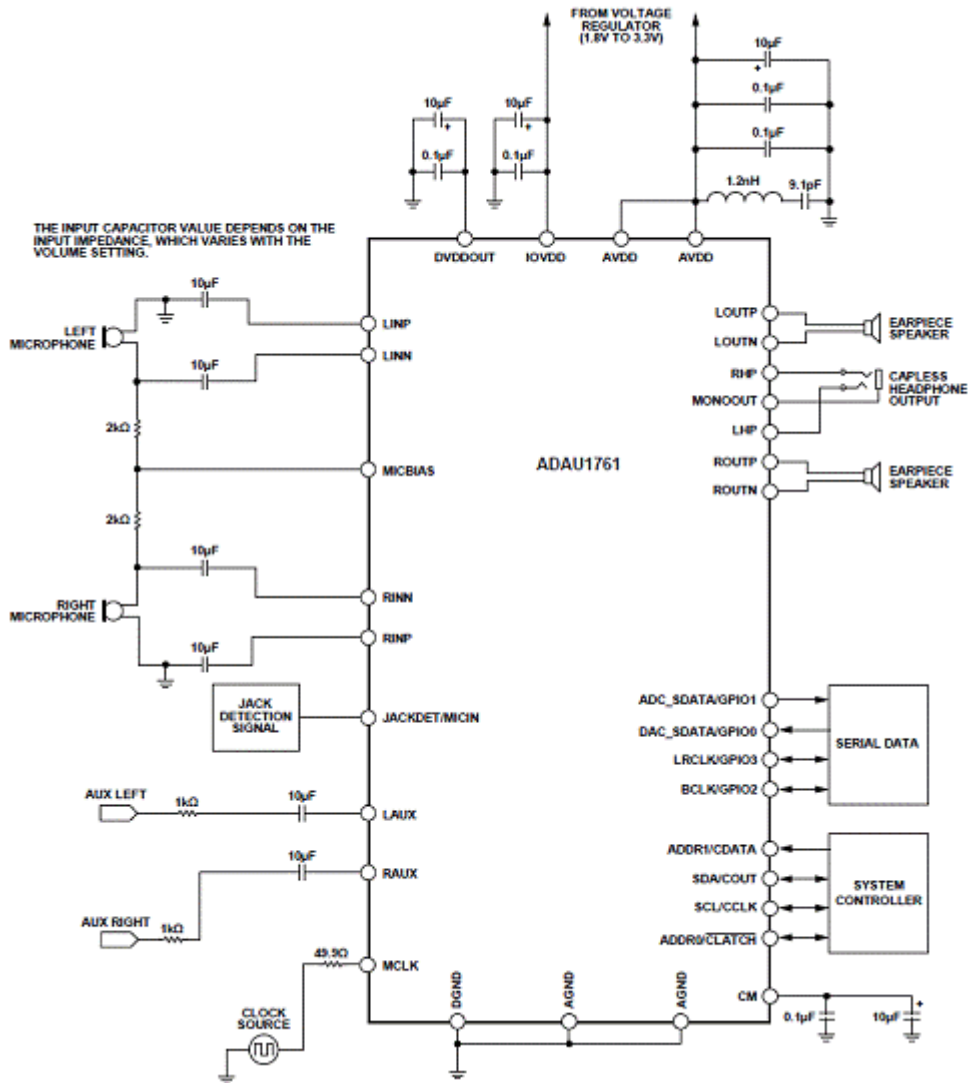 FROM VOLTAGE
REGULATOR
(1.8V TO 3.3V)
10µF
+
0.1µF
0.1µF
1.2nH
9.1pF
10µF
+
0.1µF
10µF
+
0.1µF
THE INPUT CAPACITOR VALUE DEPENDS ON THE
INPUT IMPEDANCE, WHICH VARIES WITH THE
VOLUME SETTING.
DVDDOUT
IOVDD
AVDD
AVDD
10µF
LEFT
MICROPHONE
LINP
LINN
10µF
2kΩ
MICBIAS
2kΩ
10µF
RINN
RIGHT
MICROPHONE
RINP
10µF
JACK
DETECTION
SIGNAL
JACKDET/MICIN
AUX LEFT
1kΩ
10µF
LAUX
10µF
RAUX
AUX RIGHT
1kΩ
49.9Ω
MCLK
CLOCK
SOURCE
ADAU1761
LOUTP
LOUTN
EARPIECE
SPEAKER
RHP
MONOOUT
LHP
CAPLESS
HEADPHONE
OUTPUT
ROUTP
ROUTN
EARPIECE
SPEAKER
ADC_SDATA/GPIO1
DAC_SDATA/GPIO0
LRCLK/GPIO3
BCLK/GPIO2
SERIAL DATA
ADDR1/CDATA
SDA/COUT
SCL/CCLK
ADDR0/CLATCH
SYSTEM
CONTROLLER
CM
0.1µF
10µF
+
DGND
AGND
AGND